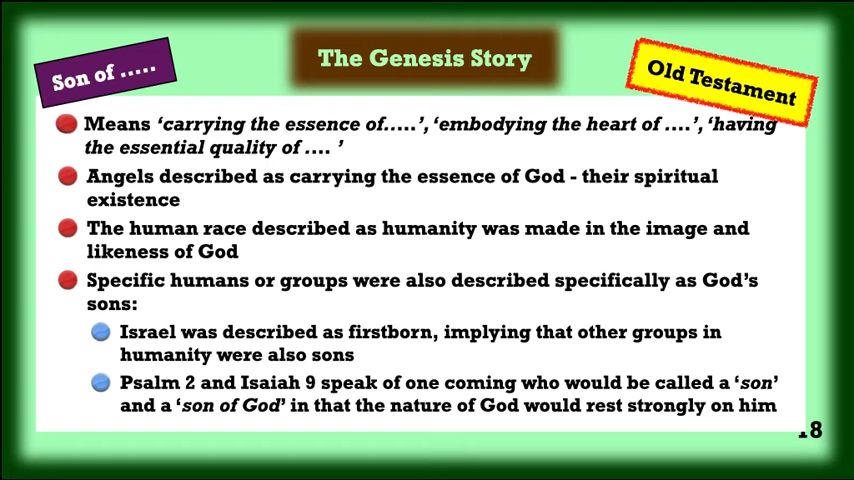 The Genesis Story
Son of .....
Old Testament
Means ‘carrying the essence of.....’, ‘embodying the heart of ....’, ‘having
the essential quality of .... ’
Angels described as carrying the essence of God - their spiritual
existence
The human race described as humanity was made in the image and
likeness of God
Specific humans or groups were also described specifically as God’s
sons:
Israel was described as firstborn, implying that other groups in
humanity were also sons
Psalm 2 and Isaiah 9 speak of one coming who would be called a ‘son’
and a ‘son of God’ in that the nature of God would rest strongly on him
18